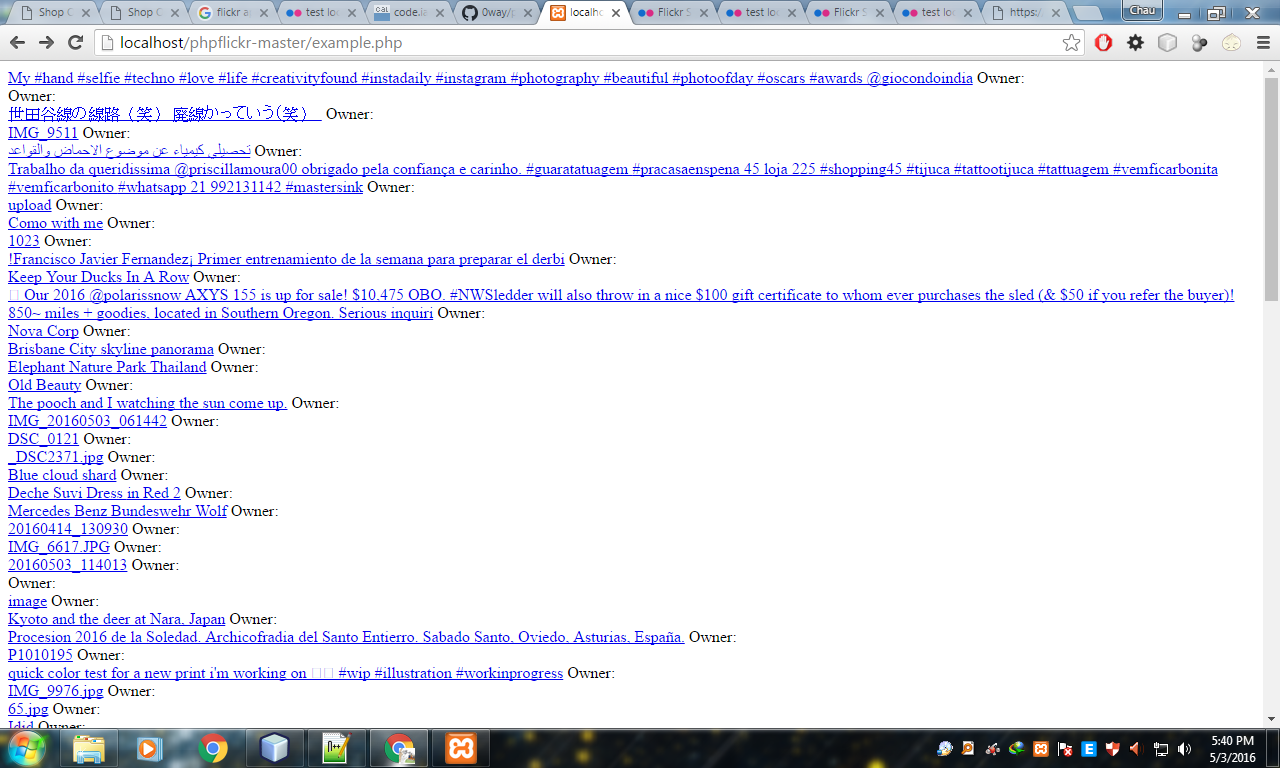 Shop C
Shop C
flickr a
test loc
code.la
0way/p
localho
Flickr S
test loc
Flickr S
test loc
https:/
Chau
localhost/phpflickr-master/example.php
My #hand #selfie #techno #love #life #creativityfound #instadaily #instagram #photography #beautiful #photoofday #oscars #awards @giocondoindia Owner:
Owner:
世田谷線の線路（笑） 廃線かっていう（笑） Owner:
IMG_9511 Owner:
تحصيلي كيمياء عن موضوع الاحماض والقواعد Owner:
Trabalho da queridissima @priscillamoura00 obrigado pela confiança e carinho. #guaratatuagem #pracasaenspena 45 loja 225 #shopping45 #tijuca #tattootijuca #tattuagem #vemficarbonita
#vemficarbonito #whatsapp 21 992131142 #mastersink Owner:
upload Owner:
Como with me Owner:
1023 Owner:
!Francisco Javier Fernandez¡ Primer entrenamiento de la semana para preparar el derbi Owner:
Keep Your Ducks In A Row Owner:
Our 2016 @polarissnow AXYS 155 is up for sale! $10,475 OBO. #NWSledder will also throw in a nice $100 gift certificate to whom ever purchases the sled (& $50 if you refer the buyer)!
850~ miles + goodies, located in Southern Oregon. Serious inquiri Owner:
Nova Corp Owner:
Brisbane City skyline panorama Owner:
Elephant Nature Park Thailand Owner:
Old Beauty Owner:
The pooch and I watching the sun come up. Owner:
IMG_20160503_061442 Owner:
DSC_0121 Owner:
_DSC2371.jpg Owner:
Blue cloud shard Owner:
Deche Suvi Dress in Red 2 Owner:
Mercedes Benz Bundeswehr Wolf Owner:
20160414_130930 Owner:
IMG_6617.JPG Owner:
20160503_114013 Owner:
Owner:
image Owner:
Kyoto and the deer at Nara, Japan Owner:
Procesion 2016 de la Soledad. Archicofradia del Santo Entierro. Sabado Santo, Oviedo, Asturias, España. Owner:
P1010195 Owner:
quick color test for a new print i'm working on #wip #illustration #workinprogress Owner:
IMG_9976.jpg Owner:
65.jpg Owner:
Idid Owner:
5:40 PM
5/3/2016